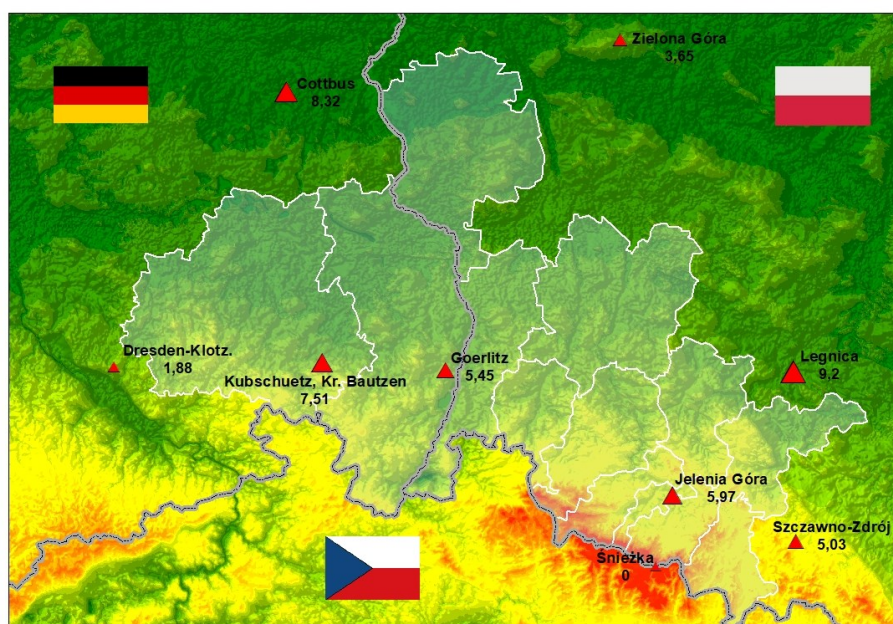 Zielona Góra
3,65
Cottbus
8,32
Dresden-Klotz.
1,88
Kubschuetz, Kr. Bautzen
7,51
Goerlitz
5,45
Legnica
9,2
Jelenia Góra
5,97
Szczawno-Zdrój
5,03
Śnieżka
0